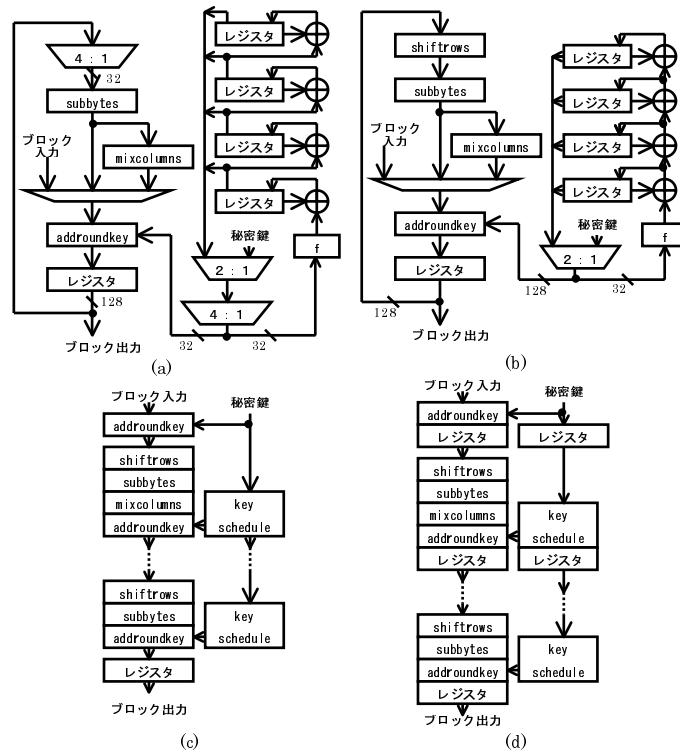 4 : 1
32
subbytes
ブロック
入力
mixcolumns
addroundkey
レジスタ
128
ブロック出力
レジスタ
レジスタ
レジスタ
レジスタ
秘密鍵
2 : 1
4 : 1
f
32
32
(a)
shiftrows
subbytes
ブロック
入力
mixcolumns
addroundkey
レジスタ
128
ブロック出力
レジスタ
レジスタ
レジスタ
レジスタ
秘密鍵
2 : 1
f
128
32
(b)
ブロック入力
秘密鍵
addroundkey
shiftrows
subbytes
mixcolumns
addroundkey
key
schedule
shiftrows
subbytes
addroundkey
key
schedule
レジスタ
ブロック出力
(c)
ブロック入力
秘密鍵
addroundkey
レジスタ
レジスタ
shiftrows
subbytes
mixcolumns
addroundkey
レジスタ
key
schedule
レジスタ
shiftrows
subbytes
addroundkey
レジスタ
key
schedule
ブロック出力
(d)